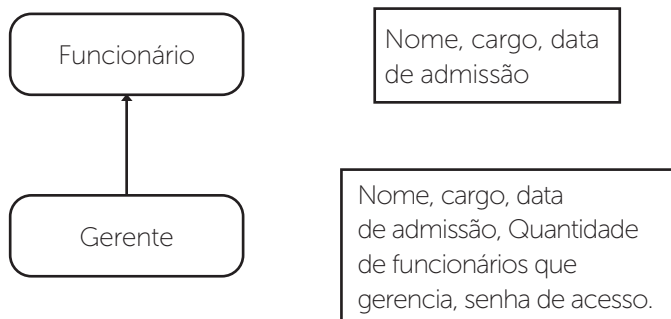 Funcionário
Nome, cargo, data
de admissão
Gerente
Nome, cargo, data
de admissão, Quantidade
de funcionários que
gerencia, senha de acesso.